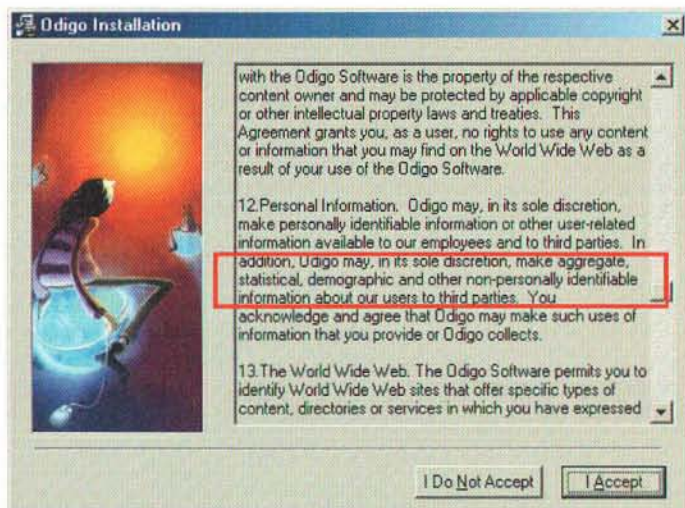 Odigo Installation
with the Odigo Software is the property of the respective
content owner and may be protected by applicable copyright
or other intellectual property laws and treaties. This
Agreement grants you, as a user, no rights to use any content
or information that you may find on the World Wide Web as a
result of your use of the Odigo Software.
12.Personal Information. Odigo may, in its sole discretion,
make personally identifiable information or other user-related
information available to our employees and to third parties. In
addition, Odigo may, in its sole discretion, make aggregate,
statistical, demographic and other non-personally identifiable
information about our users to third parties. You
acknowledge and agree that Odigo may make such uses of
information that you provide or Odigo collects.
13.The World Wide Web. The Odigo Software permits you to
identify World Wide Web sites that offer specific types of
content, directories or services in which you have expressed
I Do Not Accept
I Accept